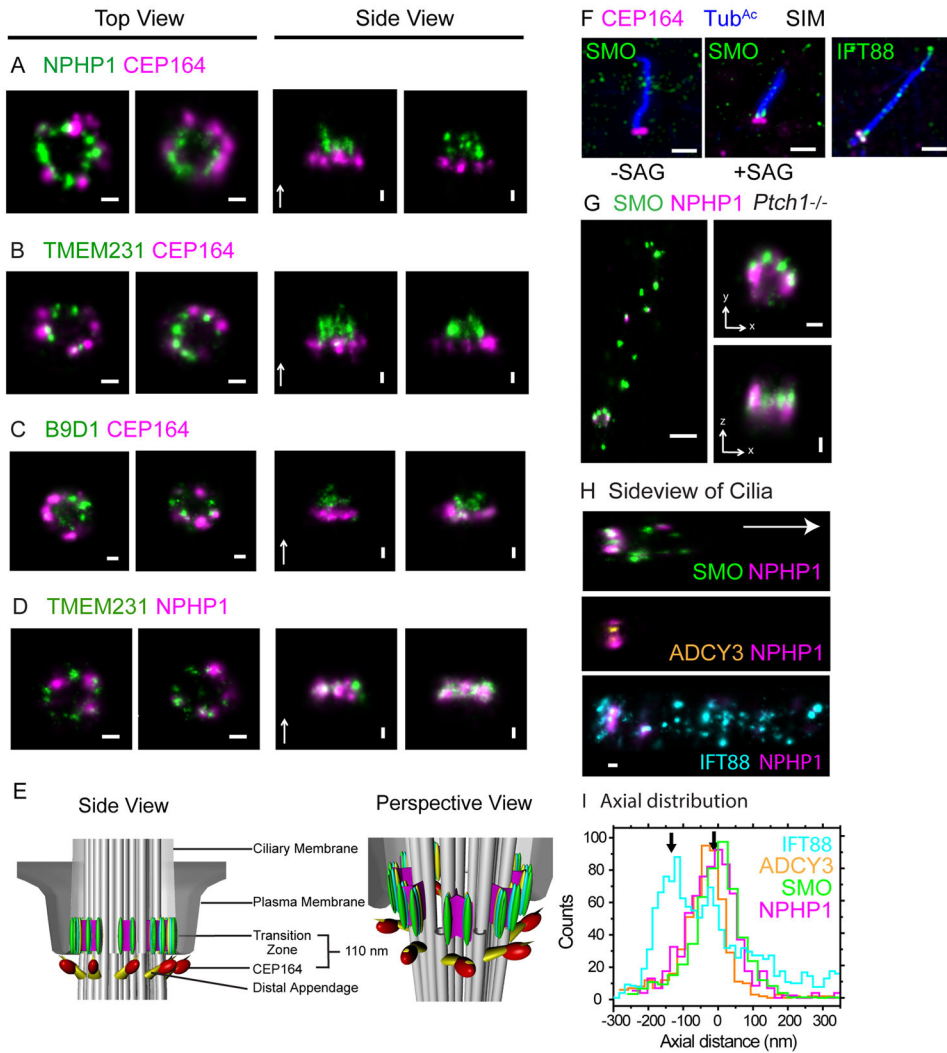 Top View
Side View
A NPHP1 CEP164
B TMEM231 CEP164
C B9D1 CEP164
D TMEM231 NPHP1
E
Side View
Perspective View
Ciliary Membrane
Plasma Membrane
Transition
Zone
110 nm
CEP164
Distal Appendage
F CEP164 Tubᴬᶜ SIM
SMO
SMO
IFT88
-SAG
+SAG
G SMO NPHP1 Ptch1-/-
y
x
z
x
H Sideview of Cilia
SMO NPHP1
ADCY3 NPHP1
IFT88 NPHP1
I Axial distribution
IFT88
ADCY3
SMO
NPHP1
100
80
60
40
20
0
Counts
-300 -200 -100 0 100 200 300
Axial distance (nm)